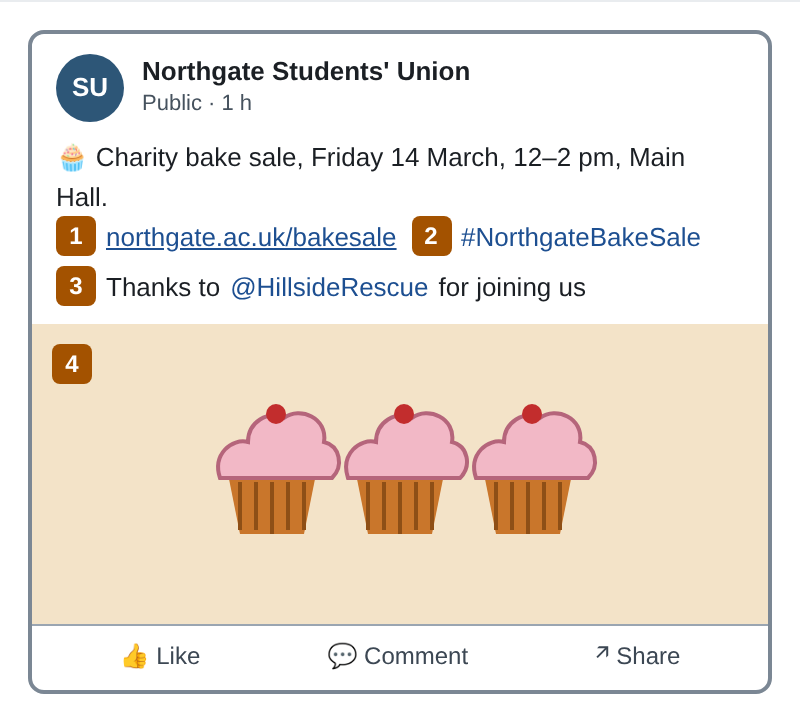 SU
Northgate Students' Union
Public · 1 h
🧁 Charity bake sale, Friday 14 March, 12–2 pm, Main
Hall.
1 northgate.ac.uk/bakesale 2 #NorthgateBakeSale
3 Thanks to @HillsideRescue for joining us
4
👍 Like 💬 Comment ↗ Share